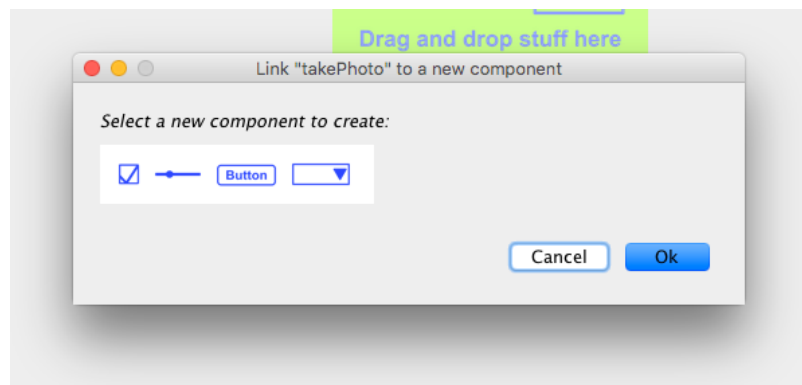 Drag and drop stuff here
Link "takePhoto" to a new component
Select a new component to create:
Button
Cancel
Ok